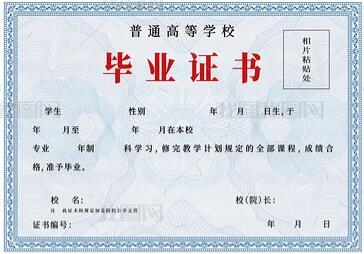 普通高等学校
相片粘贴处
毕业证书
学生 性别 年 月 日生,于
年 月至 年 月在本校
专业 年制 科学习,修完教学计划规定的全部课程,成绩合
格,准予毕业。
校 名: 校(院)长:
证书编号: 年 月 日